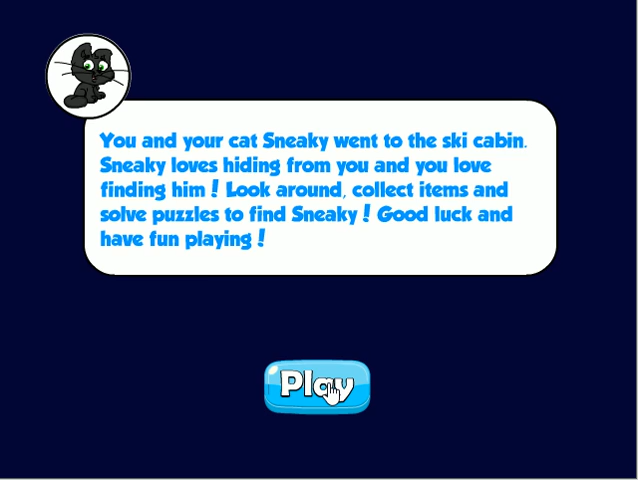 You and your cat Sneaky went to the ski cabin.
Sneaky loves hiding from you and you love
finding him! Look around, collect items and
solve puzzles to find Sneaky! Good luck and
have fun playing!
Play